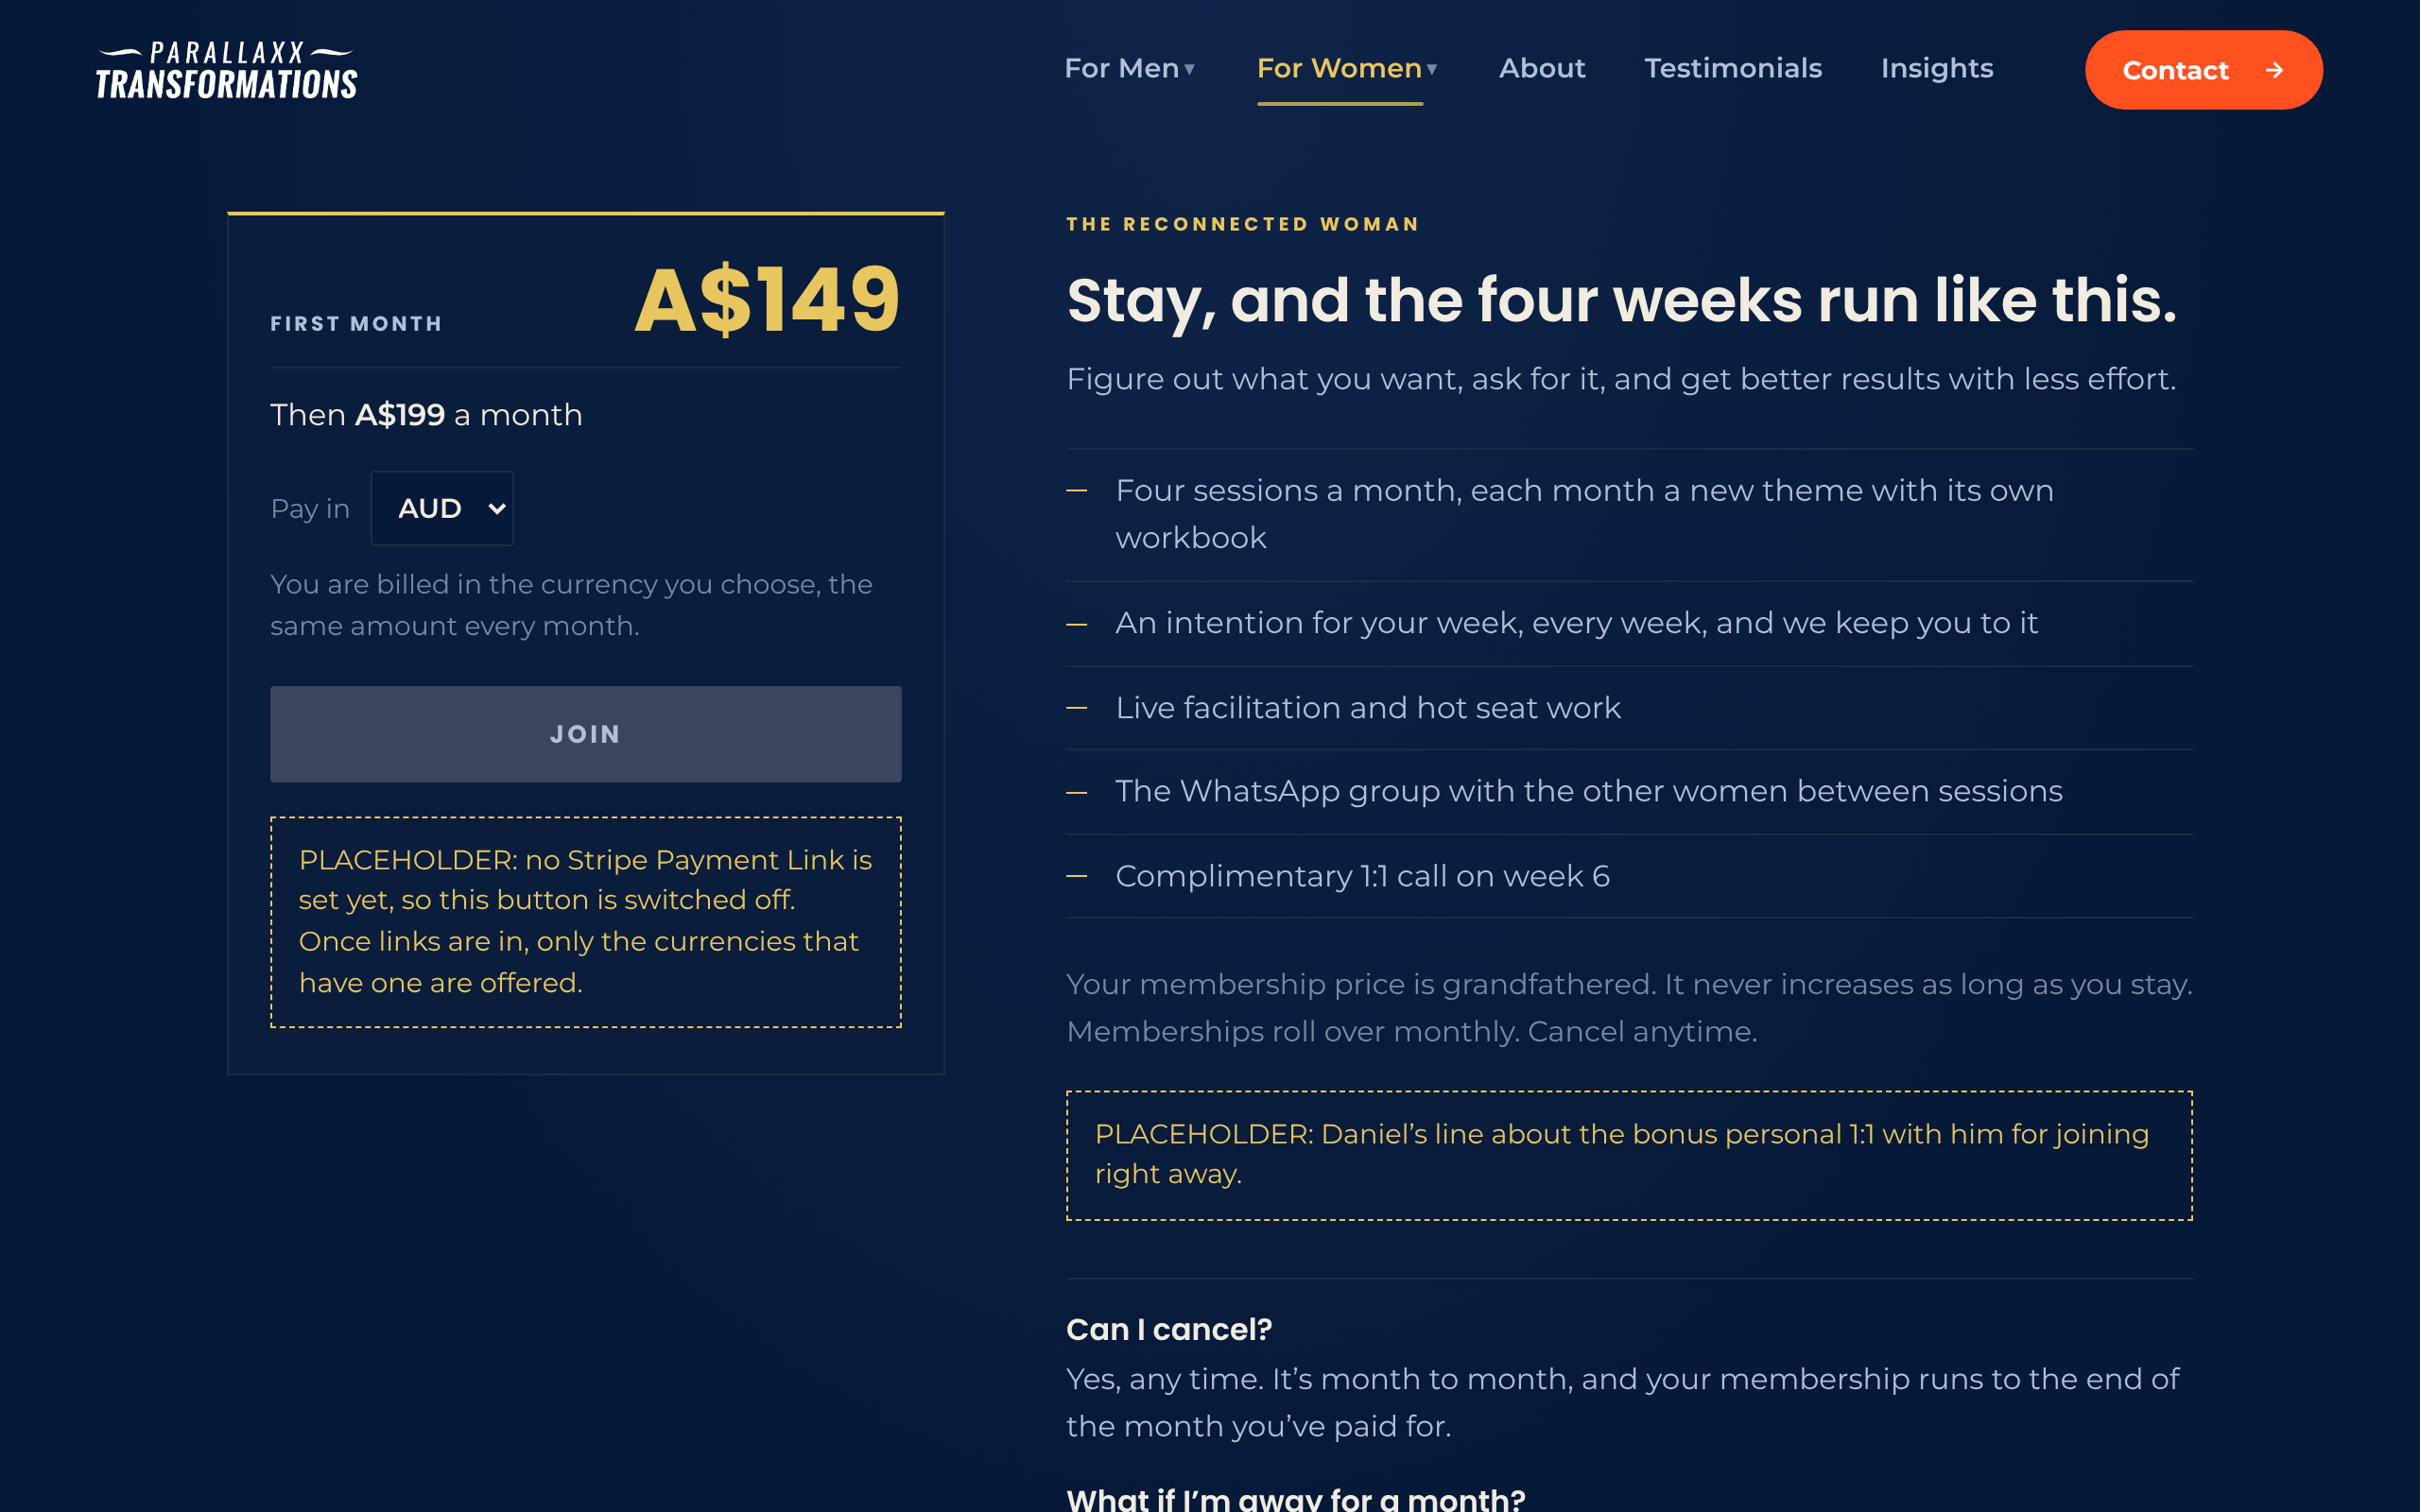 PARALLAXX
TRANSFORMATIONS
For Men ▾
For Women ▾
About
Testimonials
Insights
Contact →
FIRST MONTH
A$149
Then A$199 a month
Pay in
AUD
You are billed in the currency you choose, the
same amount every month.
JOIN
PLACEHOLDER: no Stripe Payment Link is
set yet, so this button is switched off.
Once links are in, only the currencies that
have one are offered.
THE RECONNECTED WOMAN
Stay, and the four weeks run like this.
Figure out what you want, ask for it, and get better results with less effort.
— Four sessions a month, each month a new theme with its own
workbook
— An intention for your week, every week, and we keep you to it
— Live facilitation and hot seat work
— The WhatsApp group with the other women between sessions
— Complimentary 1:1 call on week 6
Your membership price is grandfathered. It never increases as long as you stay.
Memberships roll over monthly. Cancel anytime.
PLACEHOLDER: Daniel’s line about the bonus personal 1:1 with him for joining
right away.
Can I cancel?
Yes, any time. It’s month to month, and your membership runs to the end of
the month you’ve paid for.
What if I’m away for a month?